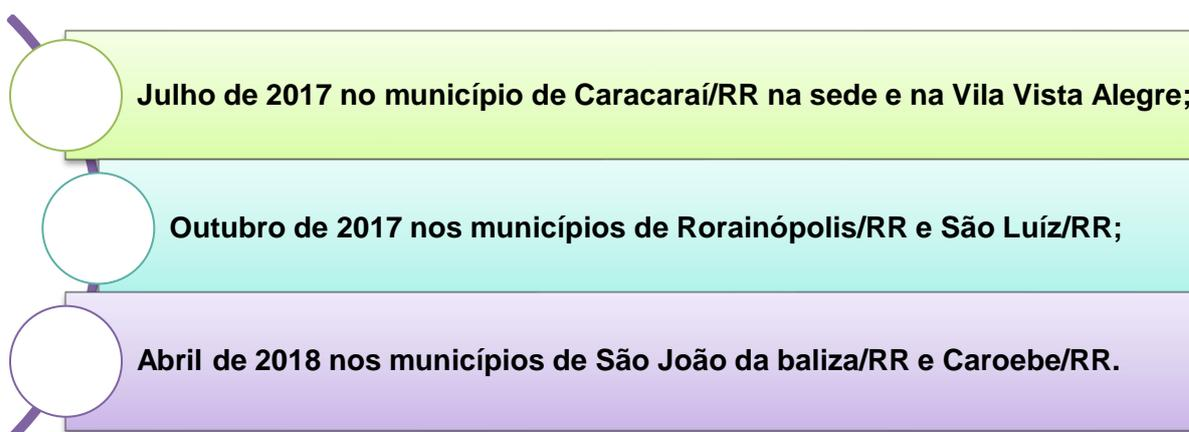 Julho de 2017 no município de Caracaraí/RR na sede e na Vila Vista Alegre;
Outubro de 2017 nos municípios de Rorainópolis/RR e São Luíz/RR;
Abril de 2018 nos municípios de São João da baliza/RR e Caroebe/RR.